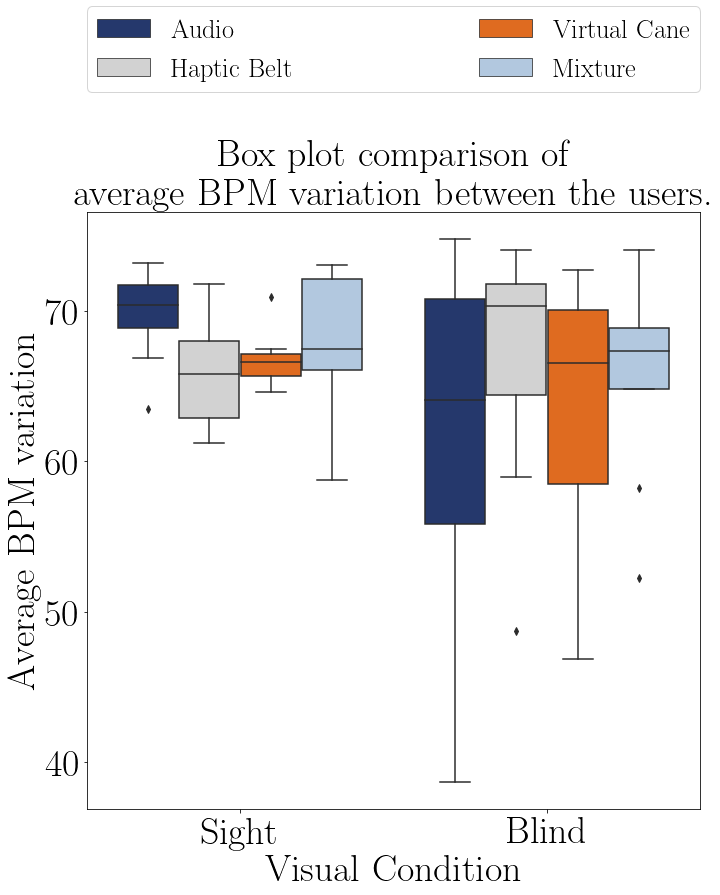 Audio
Haptic Belt
Virtual Cane
Mixture
Box plot comparison of
average BPM variation between the users.
Average BPM variation
70
60
50
40
Sight
Blind
Visual Condition